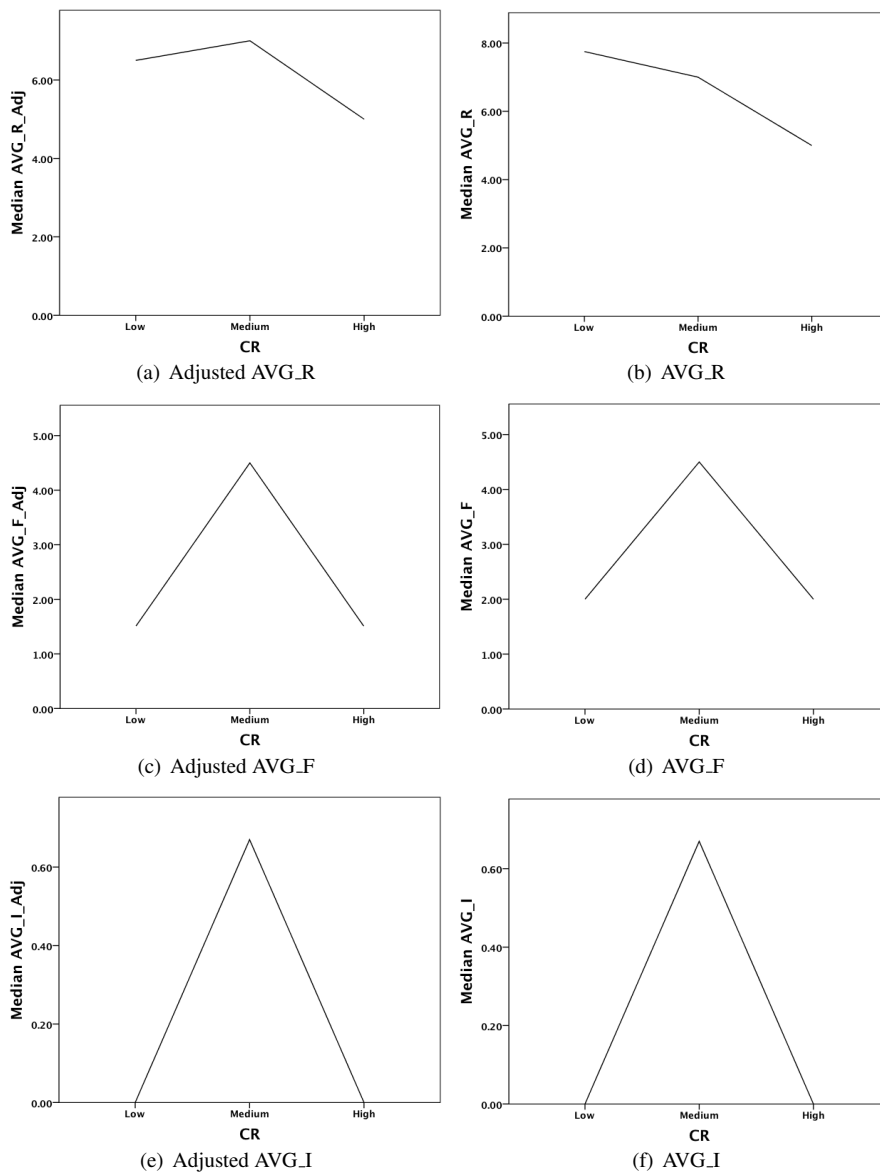 Median AVG_R_Adj
6.00
4.00
2.00
0.00
Low Medium High
CR
(a) Adjusted AVG_R
Median AVG_R
8.00
6.00
4.00
2.00
0.00
Low Medium High
CR
(b) AVG_R
Median AVG_F_Adj
5.00
4.00
3.00
2.00
1.00
0.00
Low Medium High
CR
(c) Adjusted AVG_F
Median AVG_F
5.00
4.00
3.00
2.00
1.00
0.00
Low Medium High
CR
(d) AVG_F
Median AVG_I_Adj
0.60
0.40
0.20
0.00
Low Medium High
CR
(e) Adjusted AVG_I
Median AVG_I
0.60
0.40
0.20
0.00
Low Medium High
CR
(f) AVG_I